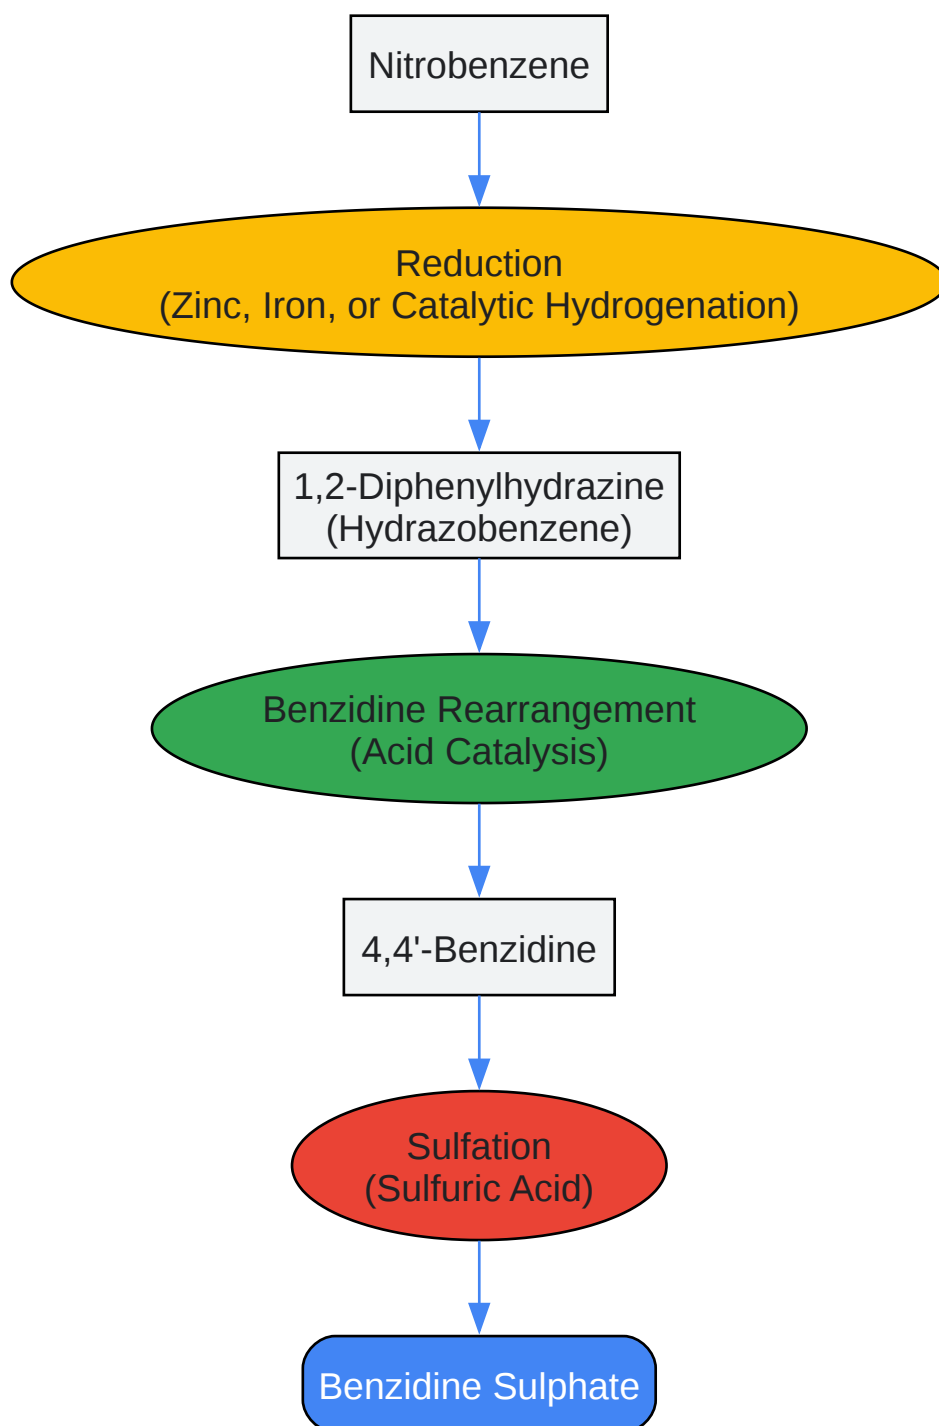 Nitrobenzene
Reduction
(Zinc, Iron, or Catalytic Hydrogenation)
1,2-Diphenylhydrazine
(Hydrazobenzene)
Benzidine Rearrangement
(Acid Catalysis)
4,4'-Benzidine
Sulfation
(Sulfuric Acid)
Benzidine Sulphate